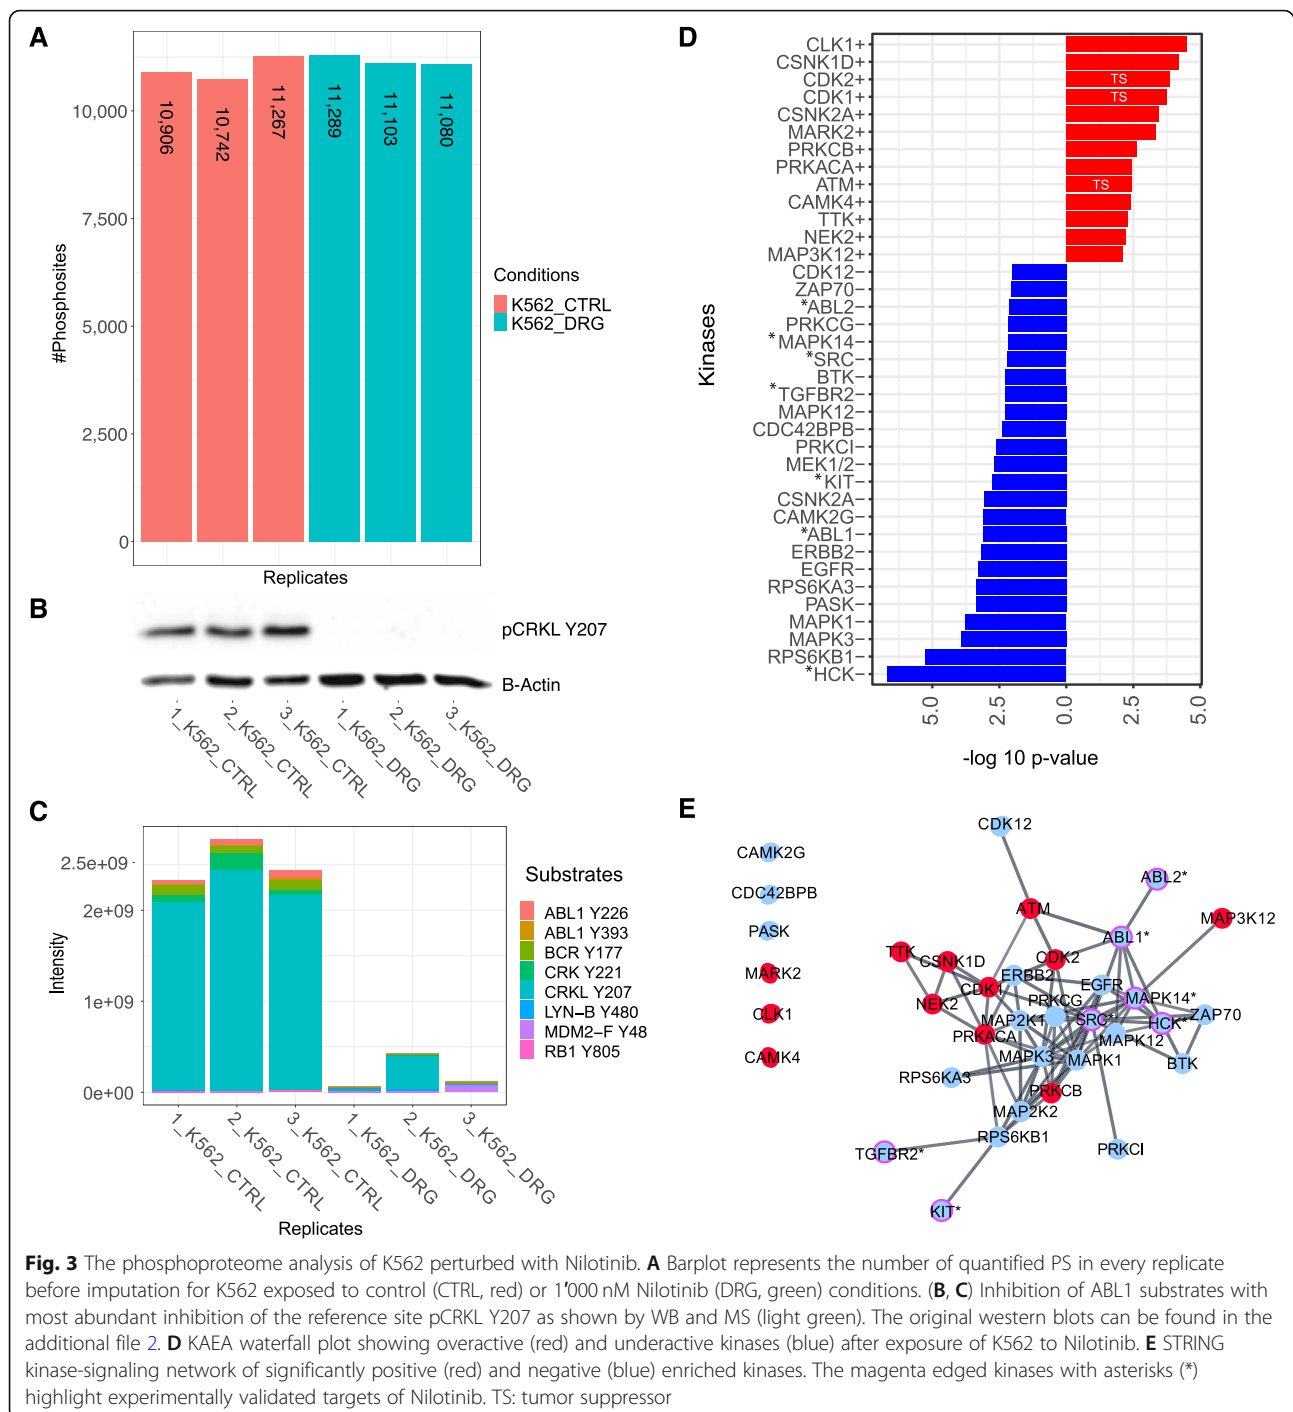 A
10,000
7,500
5,000
2,500
0
#Phosphosites
10,906
10,742
11,267
11,289
11,103
11,080
Replicates
Conditions
K562_CTRL
K562_DRG
B
pCRKL Y207
B-Actin
1_K562_CTRL
2_K562_CTRL
3_K562_CTRL
1_K562_DRG
2_K562_DRG
3_K562_DRG
C
2.5e+09
2e+09
1e+09
0e+00
Intensity
1_K562_CTRL
2_K562_CTRL
3_K562_CTRL
1_K562_DRG
2_K562_DRG
3_K562_DRG
Replicates
Substrates
ABL1 Y226
ABL1 Y393
BCR Y177
CRK Y221
CRKL Y207
LYN−B Y480
MDM2−F Y48
RB1 Y805
D
Kinases
CLK1+
CSNK1D+
CDK2+
TS
CDK1+
TS
CSNK2A+
MARK2+
PRKCB+
PRKACA+
ATM+
TS
CAMK4+
TTK+
NEK2+
MAP3K12+
CDK12−
ZAP70−
*ABL2−
PRKCG−
*MAPK14−
*SRC−
BTK−
*TGFBR2−
MAPK12−
CDC42BPB−
PRKCI−
MEK1/2−
*KIT−
CSNK2A−
CAMK2G−
*ABL1−
ERBB2−
EGFR−
RPS6KA3−
PASK−
MAPK1−
MAPK3−
RPS6KB1−
*HCK−
5.0
2.5
0.0
2.5
5.0
-log 10 p-value
E
CAMK2G
CDC42BPB
PASK
MARK2
CLK1
CAMK4
CDK12
ABL2*
ATM
MAP3K12
ABL1*
TTK
CSNK1D
CDK2
ERBB2
EGFR
CDK1
NEK2
PRKCG
MAPK14*
MAP2K1
SRC*
HCK*
ZAP70
PRKACA
MAPK12
MAPK3
MAPK1
BTK
RPS6KA3
PRKCB
MAP2K2
RPS6KB1
PRKCI
TGFBR2*
KIT*
Fig. 3 The phosphoproteome analysis of K562 perturbed with Nilotinib. A Barplot represents the number of quantified PS in every replicate
before imputation for K562 exposed to control (CTRL, red) or 1′000 nM Nilotinib (DRG, green) conditions. (B, C) Inhibition of ABL1 substrates with
most abundant inhibition of the reference site pCRKL Y207 as shown by WB and MS (light green). The original western blots can be found in the
additional file 2. D KAEA waterfall plot showing overactive (red) and underactive kinases (blue) after exposure of K562 to Nilotinib. E STRING
kinase-signaling network of significantly positive (red) and negative (blue) enriched kinases. The magenta edged kinases with asterisks (*)
highlight experimentally validated targets of Nilotinib. TS: tumor suppressor